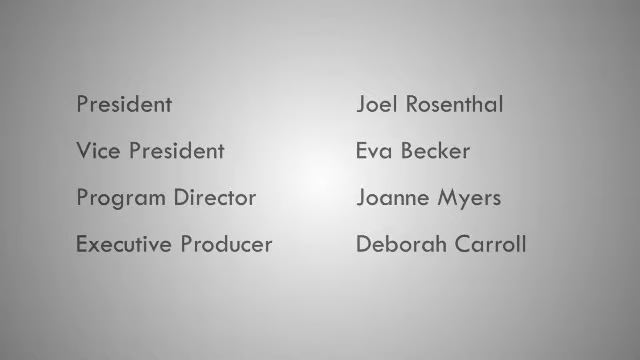 President Joel Rosenthal
Vice President Eva Becker
Program Director Joanne Myers
Executive Producer Deborah Carroll